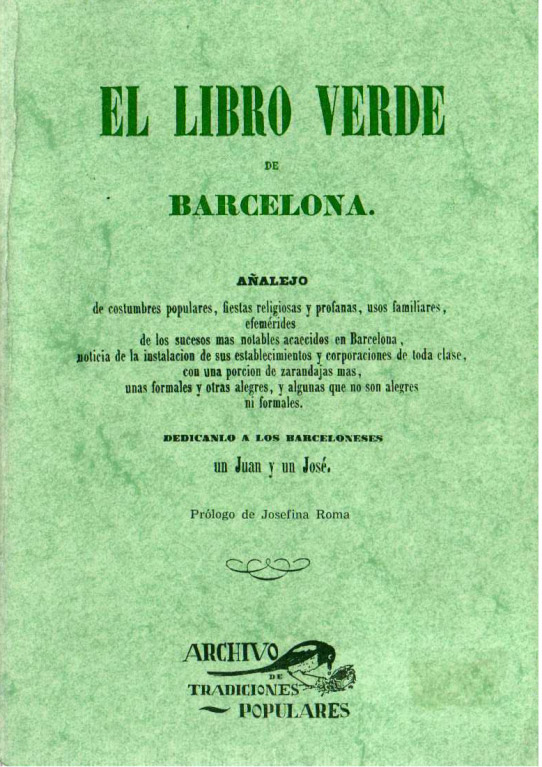 EL LIBRO VERDE
DE
BARCELONA.
AÑALEJO
de costumbres populares, fiestas religiosas y profanas, usos familiares,
efemérides
de los sucesos mas notables acaecidos en Barcelona,
noticia de la instalacion de sus establecimientos y corporaciones de toda clase,
con una porcion de zarandajas mas,
unas formales y otras alegres, y algunas que no son alegres
ni formales.
DEDICANLO A LOS BARCELONESES
un Juan y un José.
Prólogo de Josefina Roma
ARCHIVO
DE
TRADICIONES
POPULARES